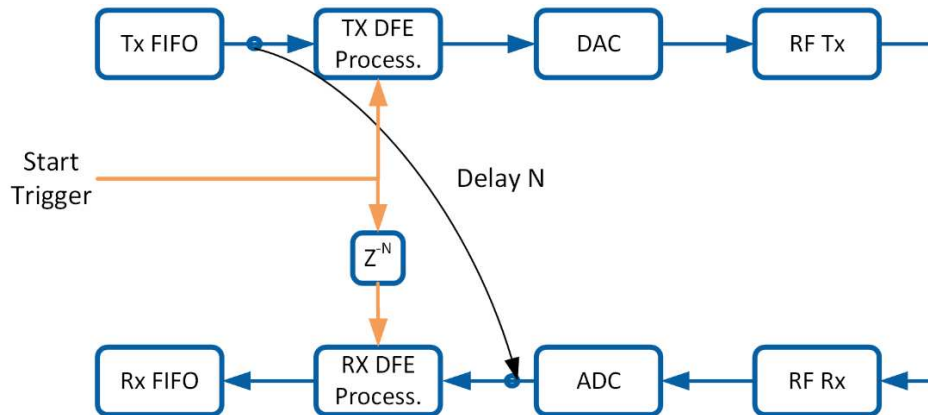 Tx FIFO
TX DFE
Process.
DAC
RF Tx
Start
Trigger
Delay N
Z-N
Rx FIFO
RX DFE
Process.
ADC
RF Rx